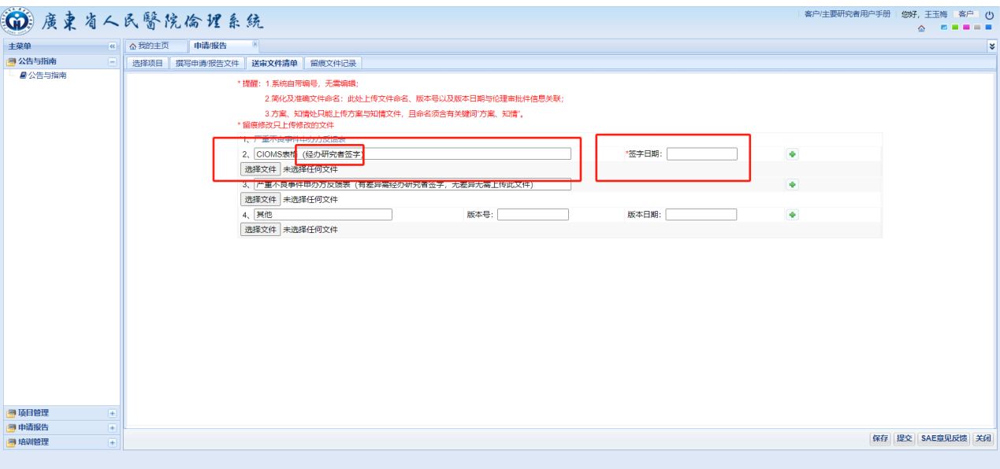 廣東省人民醫院倫理系統
客户/主要研究者用户手册 您好, 王玉梅 客户
主菜单
我的主页 申请/报告
公告与指南
选择项目 撰写申请/报告文件 送审文件清单 留痕文件记录
公告与指南
* 提醒：1.系统自带编号，无需编辑;
2.简化及准确文件命名：此处上传文件命名、版本号以及版本日期与伦理审批件信息关联；
3.方案、知情处只能上传方案与知情文件，且命名须含有关键词“方案、知情”。
* 留痕修改只上传修改的文件
1、严重不良事件申办方反馈表
2、CIOMS表格（经办研究者签字） *签字日期：
选择文件 未选择任何文件
3、严重不良事件申办方反馈表（有差异需经办研究者签字，无差异无需上传此文件）
选择文件 未选择任何文件
4、其他 版本号： 版本日期：
选择文件 未选择任何文件
项目管理
申请报告
培训管理
保存 提交 SAE意见反馈 关闭